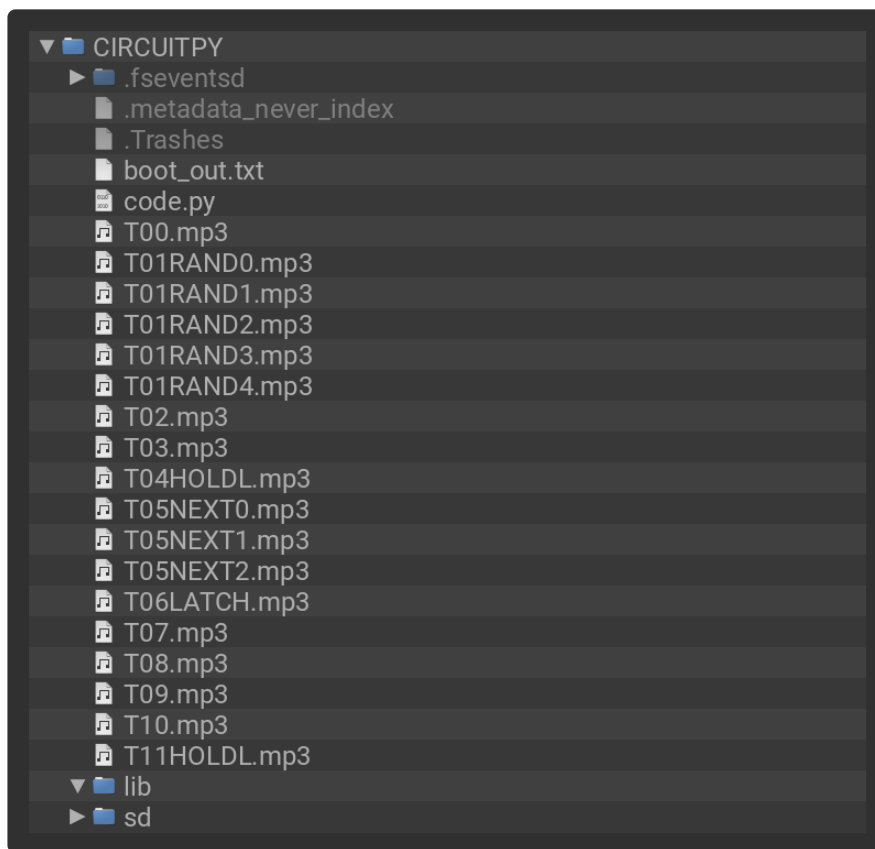 CIRCUITPY
.fseventsd
.metadata_never_index
.Trashes
boot_out.txt
code.py
T00.mp3
T01RAND0.mp3
T01RAND1.mp3
T01RAND2.mp3
T01RAND3.mp3
T01RAND4.mp3
T02.mp3
T03.mp3
T04HOLDL.mp3
T05NEXT0.mp3
T05NEXT1.mp3
T05NEXT2.mp3
T06LATCH.mp3
T07.mp3
T08.mp3
T09.mp3
T10.mp3
T11HOLDL.mp3
lib
sd